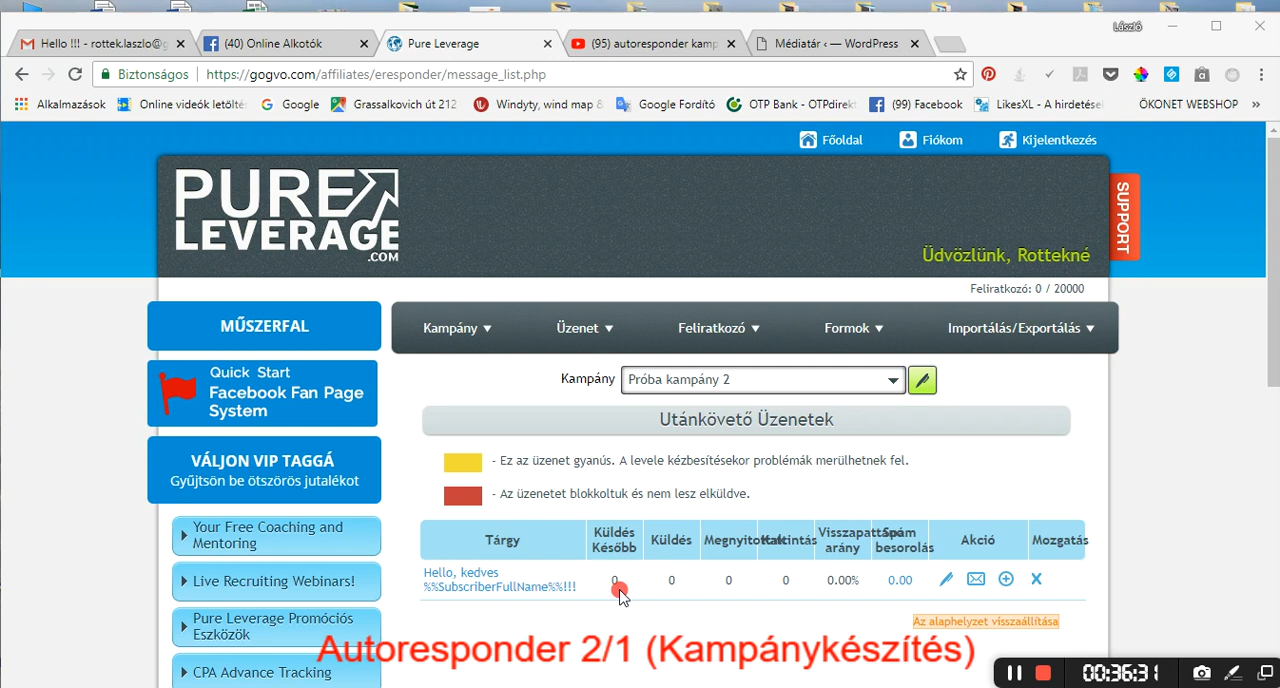 László
Hello !!! - rottek.laszlo@g
(40) Online Alkotók
Pure Leverage
(95) autoresponder kamp
Médiatár ‹ — WordPress
Biztonságos
https://gogvo.com/affiliates/eresponder/message_list.php
Alkalmazások
Online videók letölté
Google
Grassalkovich út 212
Windyty, wind map &
Google Fordító
OTP Bank - OTPdirekt
(99) Facebook
LikesXL - A hirdetése
ÖKONET WEBSHOP
»
Főoldal
Fiókom
Kijelentkezés
PURE
LEVERAGE
.COM
SUPPORT
Üdvözlünk, Rottekné
Feliratkozó: 0 / 20000
MŰSZERFAL
Kampány ▼
Üzenet ▼
Feliratkozó ▼
Formok ▼
Importálás/Exportálás ▼
Quick Start
Facebook Fan Page
System
Kampány
Próba kampány 2
Utánkövető Üzenetek
VÁLJON VIP TAGGÁ
Gyűjtsön be ötszörös jutalékot
- Ez az üzenet gyanús. A levele kézbesítésekor problémák merülhetnek fel.
- Az üzenetet blokkoltuk és nem lesz elküldve.
Your Free Coaching and
Mentoring
Live Recruiting Webinars!
Pure Leverage Promóciós
Eszközök
CPA Advance Tracking
Tárgy
Küldés
Később
Küldés
Megnyitott
Kattintás
Visszapattanó
arány
Spam
besorolás
Akció
Mozgatás
Hello, kedves
%%SubscriberFullName%%!!!
0
0
0
0
0.00%
0.00
Az alaphelyzet visszaállítása
Autoresponder 2/1 (Kampánykészítés)
00:36:31